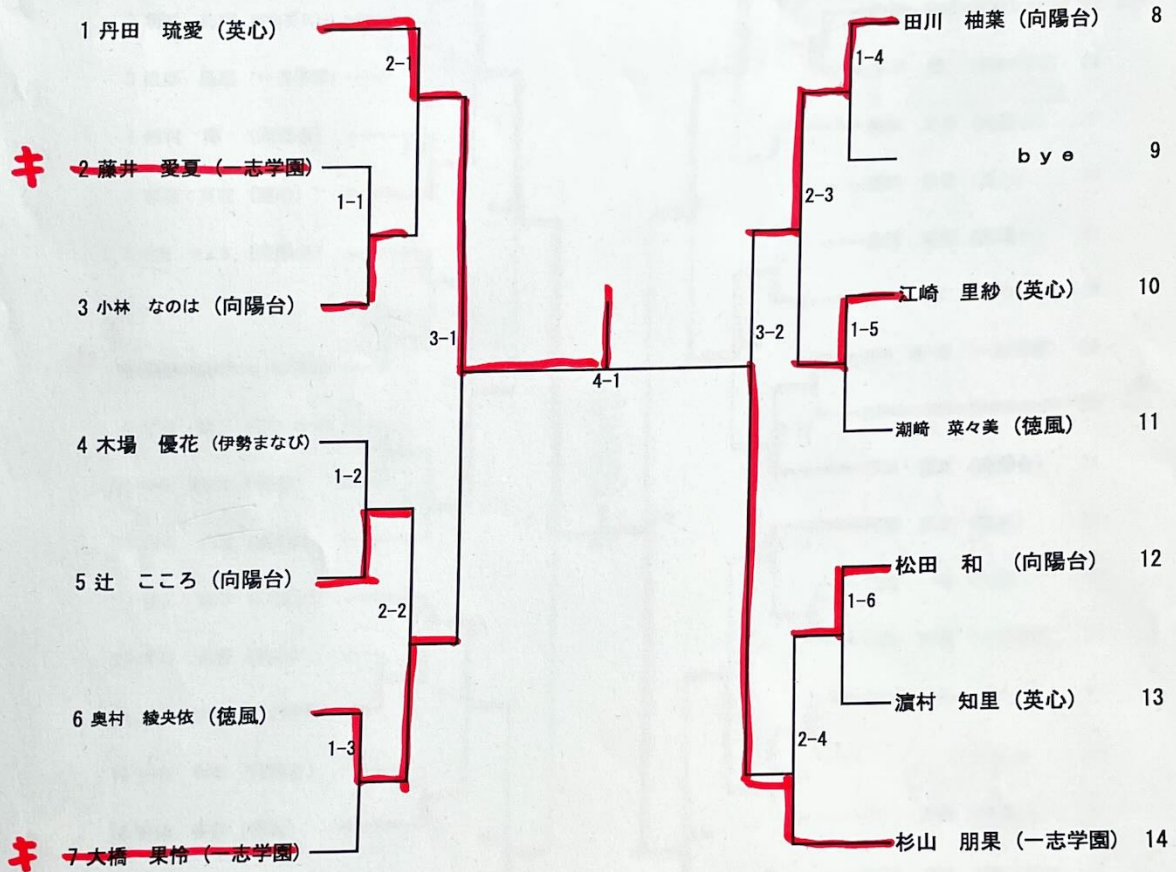 1 丹田 琉愛 (英心)
2-1
キ 2 藤井 愛夏 (一志学園)
1-1
3 小林 なのは (向陽台)
3-1
4 木場 優花 (伊勢まなび)
1-2
5 辻 こころ (向陽台)
2-2
6 奥村 綾央依 (徳風)
1-3
キ 7 大橋 果怜 (一志学園)
4-1
田川 柚葉 (向陽台) 8
1-4
bye 9
2-3
江崎 里紗 (英心) 10
1-5
潮﨑 菜々美 (徳風) 11
3-2
松田 和 (向陽台) 12
1-6
濵村 知里 (英心) 13
2-4
杉山 朋果 (一志学園) 14